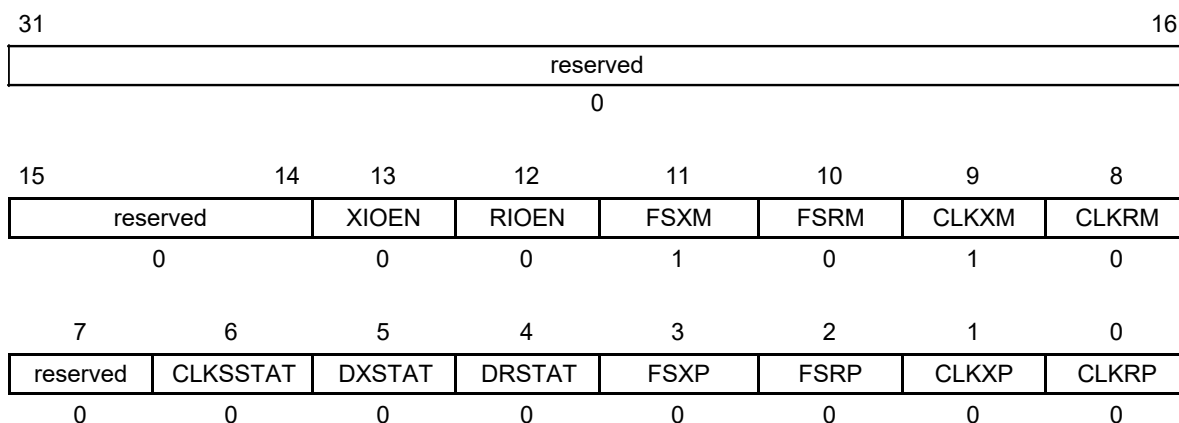 31 16
reserved
0
15 14 13 12 11 10 9 8
reserved XIOEN RIOEN FSXM FSRM CLKXM CLKRM
0 0 0 1 0 1 0
7 6 5 4 3 2 1 0
reserved CLKSSTAT DXSTAT DRSTAT FSXP FSRP CLKXP CLKRP
0 0 0 0 0 0 0 0